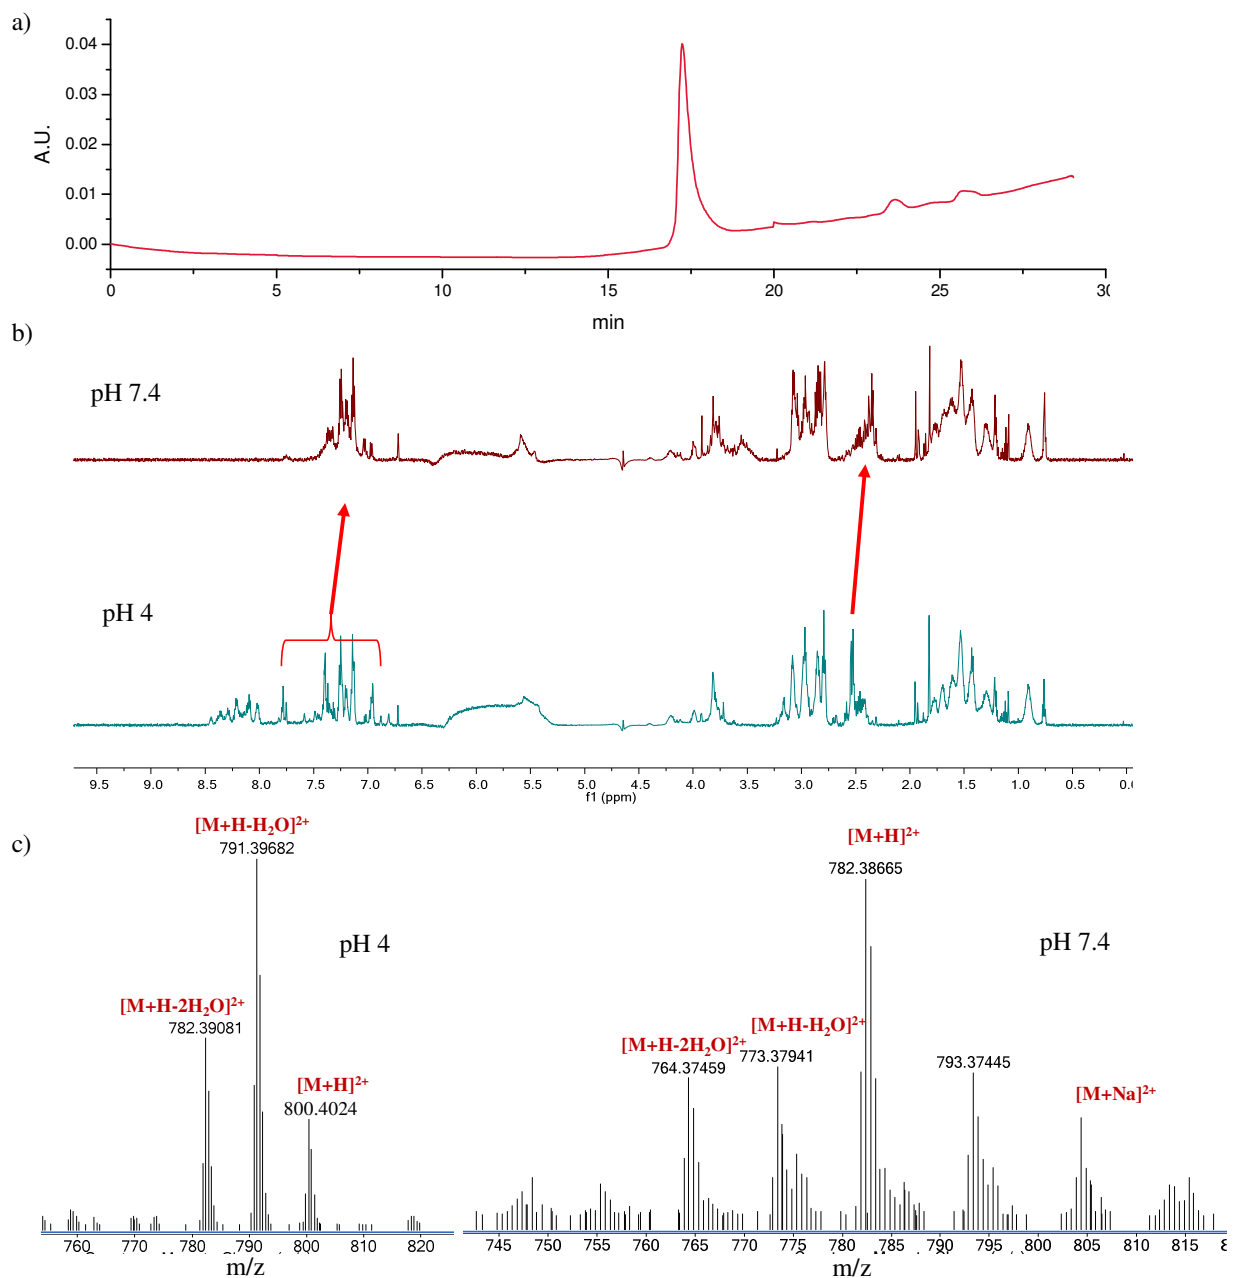 a)
0.04
0.03
0.02
0.01
0.00
A.U.
0 5 10 15 20 25
min
b)
pH 7.4
pH 4
9.5 9.0 8.5 8.0 7.5 7.0 6.5 6.0 5.5 5.0 4.5 4.0 3.5 3.0 2.5 2.0 1.5 1.0 0.5
f1 (ppm)
c)
[M+H-H₂O]²⁺
791.39682
pH 4
[M+H-2H₂O]²⁺
782.39081
[M+H]²⁺
800.4024
760 770 780 790 800 810 820
m/z
[M+H]²⁺
782.38665
pH 7.4
[M+H-H₂O]²⁺
773.37941
[M+H-2H₂O]²⁺
764.37459
793.37445
[M+Na]²⁺
745 750 755 760 765 770 775 780 785 790 795 800 805 810 815
m/z